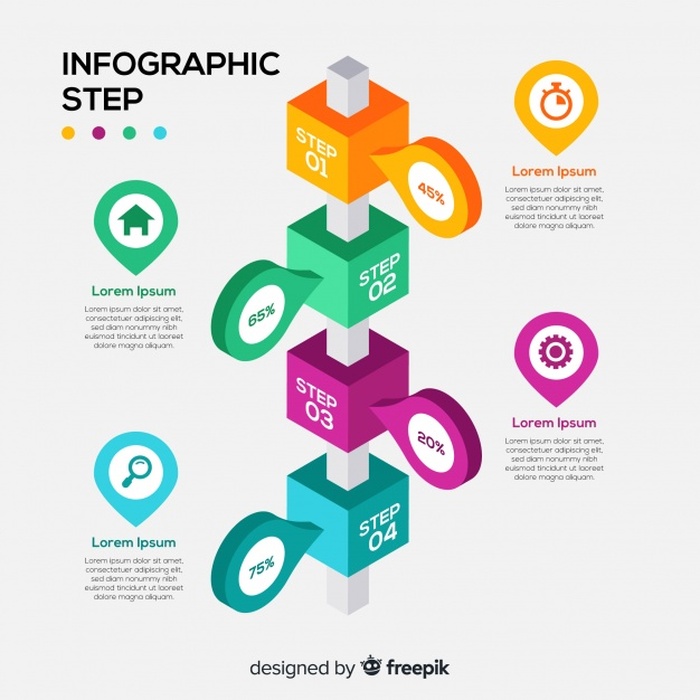 INFOGRAPHIC
STEP
STEP
01
45%
Lorem Ipsum
Lorem ipsum dolor sit amet,
consectetuer adipiscing elit,
sed diam nonummy nibh
euismod tincidunt ut laoreet
dolore magna aliquam.
STEP
02
65%
Lorem Ipsum
Lorem ipsum dolor sit amet,
consectetuer adipiscing elit,
sed diam nonummy nibh
euismod tincidunt ut laoreet
dolore magna aliquam.
STEP
03
20%
Lorem Ipsum
Lorem ipsum dolor sit amet,
consectetuer adipiscing elit,
sed diam nonummy nibh
euismod tincidunt ut laoreet
dolore magna aliquam.
STEP
04
75%
Lorem Ipsum
Lorem ipsum dolor sit amet,
consectetuer adipiscing elit,
sed diam nonummy nibh
euismod tincidunt ut laoreet
dolore magna aliquam.
designed by freepik